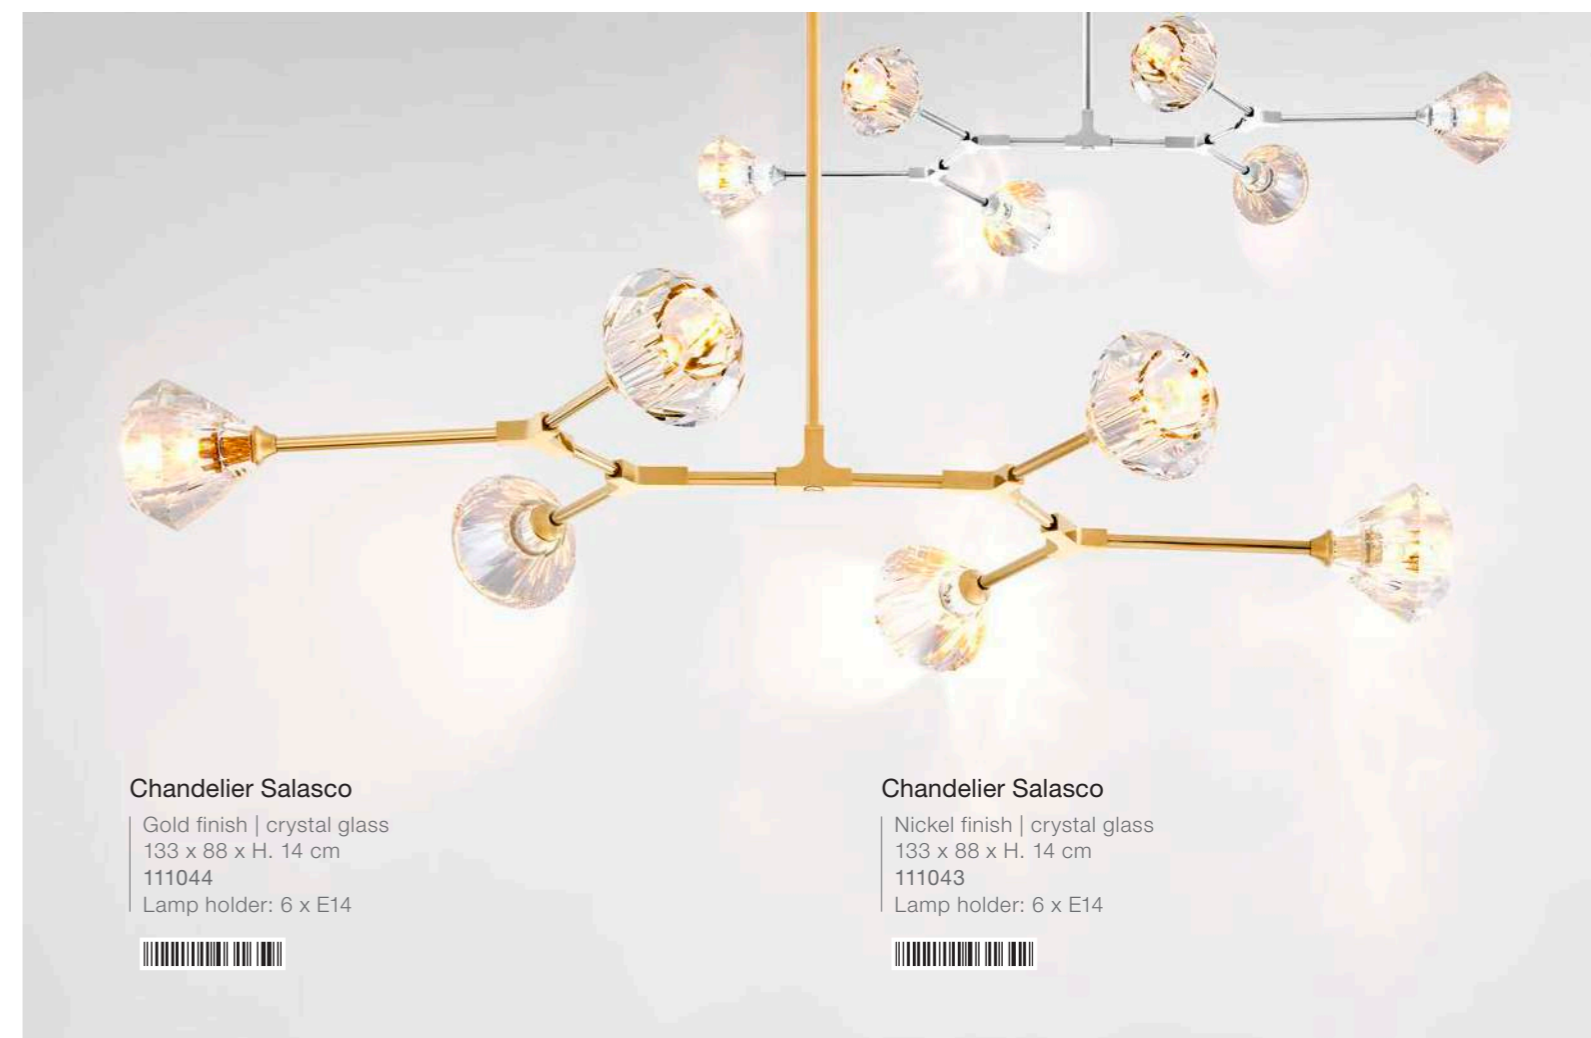 Chandelier Salasco
Gold finish | crystal glass
133 x 88 x H. 14 cm
111044
Lamp holder: 6 x E14
Chandelier Salasco
Nickel finish | crystal glass
133 x 88 x H. 14 cm
111043
Lamp holder: 6 x E14